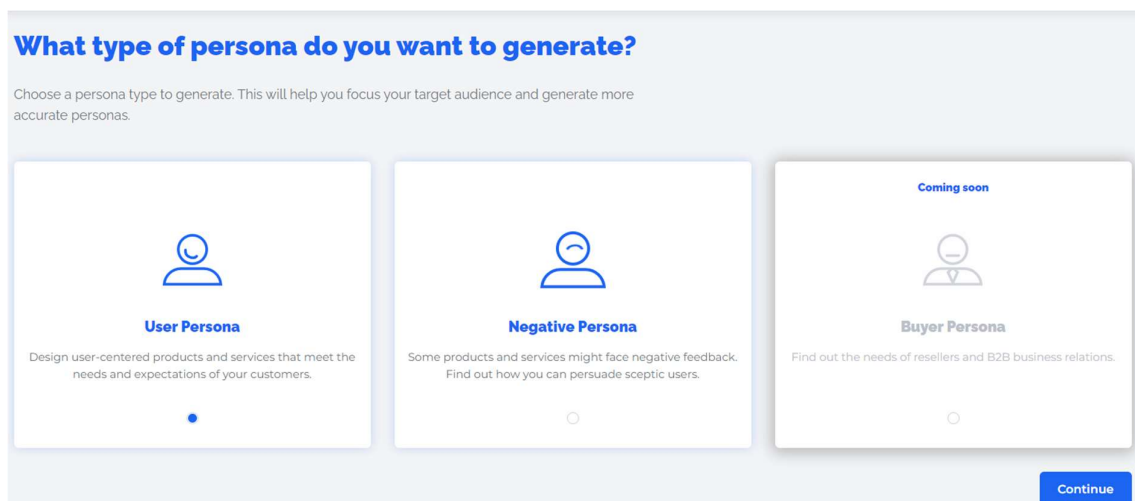 What type of persona do you want to generate?
Choose a persona type to generate. This will help you focus your target audience and generate more
accurate personas.
User Persona
Design user-centered products and services that meet the
needs and expectations of your customers.
Negative Persona
Some products and services might face negative feedback.
Find out how you can persuade sceptic users.
Coming soon
Buyer Persona
Find out the needs of resellers and B2B business relations.
Continue